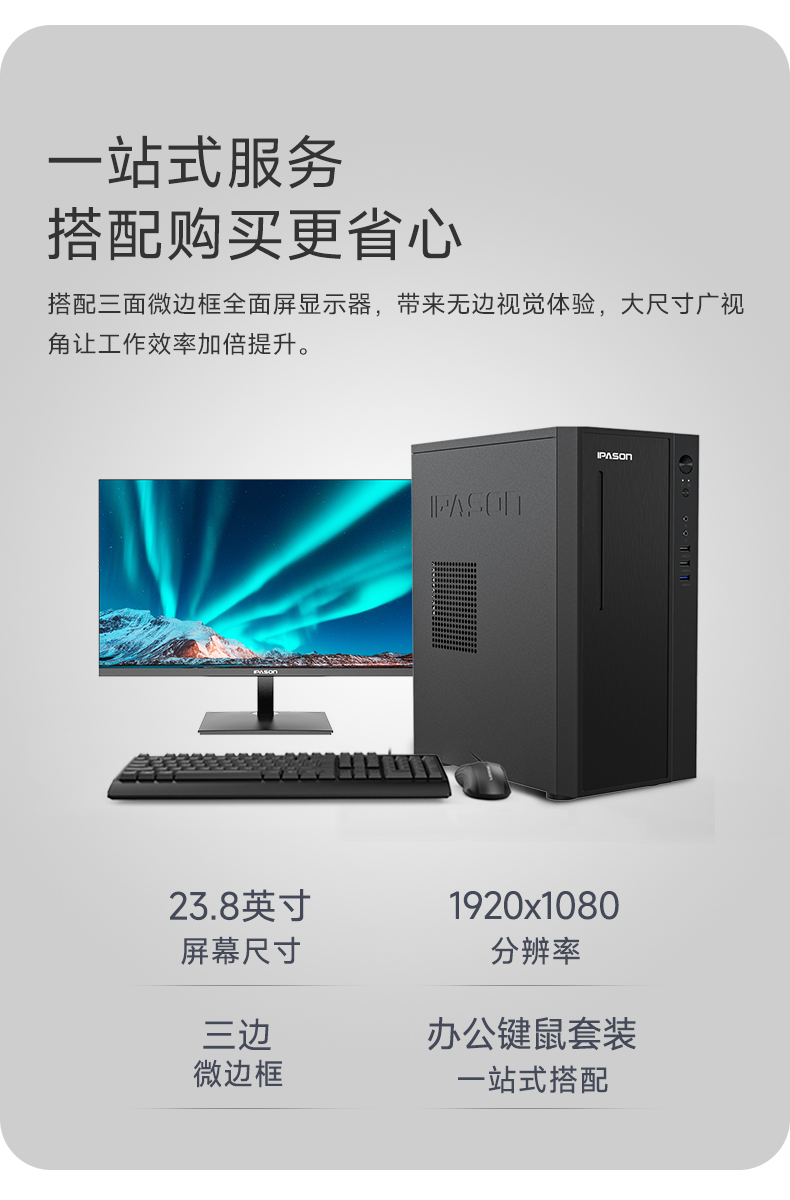 一站式服务
搭配购买更省心
搭配三面微边框全面屏显示器，带来无边视觉体验，大尺寸广视
角让工作效率加倍提升。
IPASON
IPASON
IPASON
23.8英寸
1920x1080
屏幕尺寸
分辨率
三边
办公键鼠套装
微边框
一站式搭配